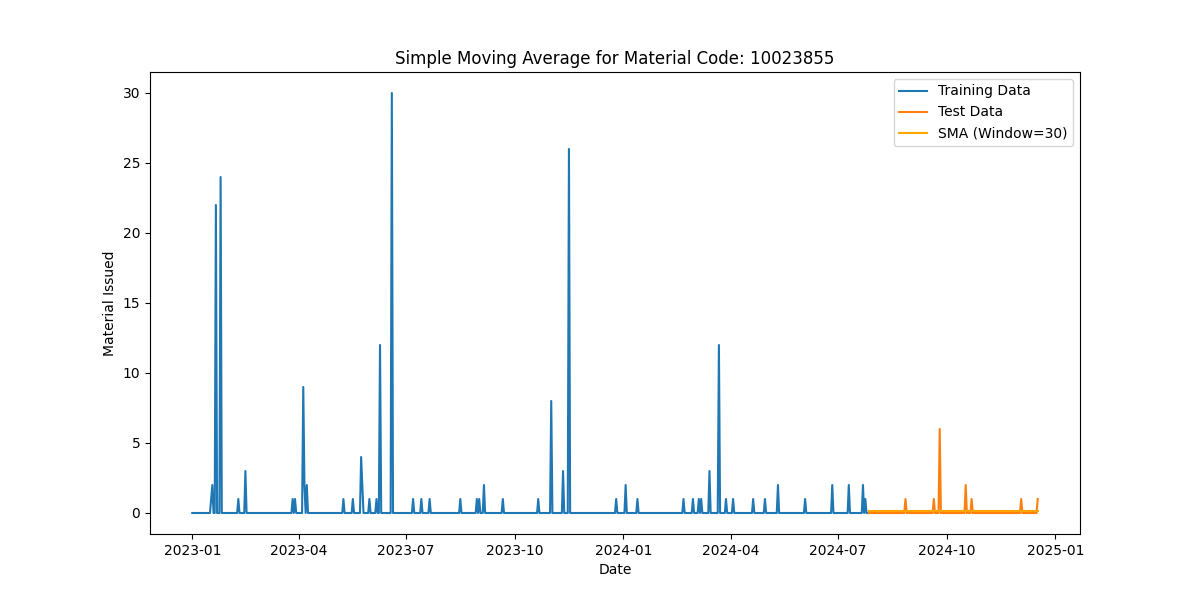 Simple Moving Average for Material Code: 10023855
Training Data
Test Data
SMA (Window=30)
Material Issued
30
25
20
15
10
5
0
2023-01 2023-04 2023-07 2023-10 2024-01 2024-04 2024-07 2024-10 2025-01
Date